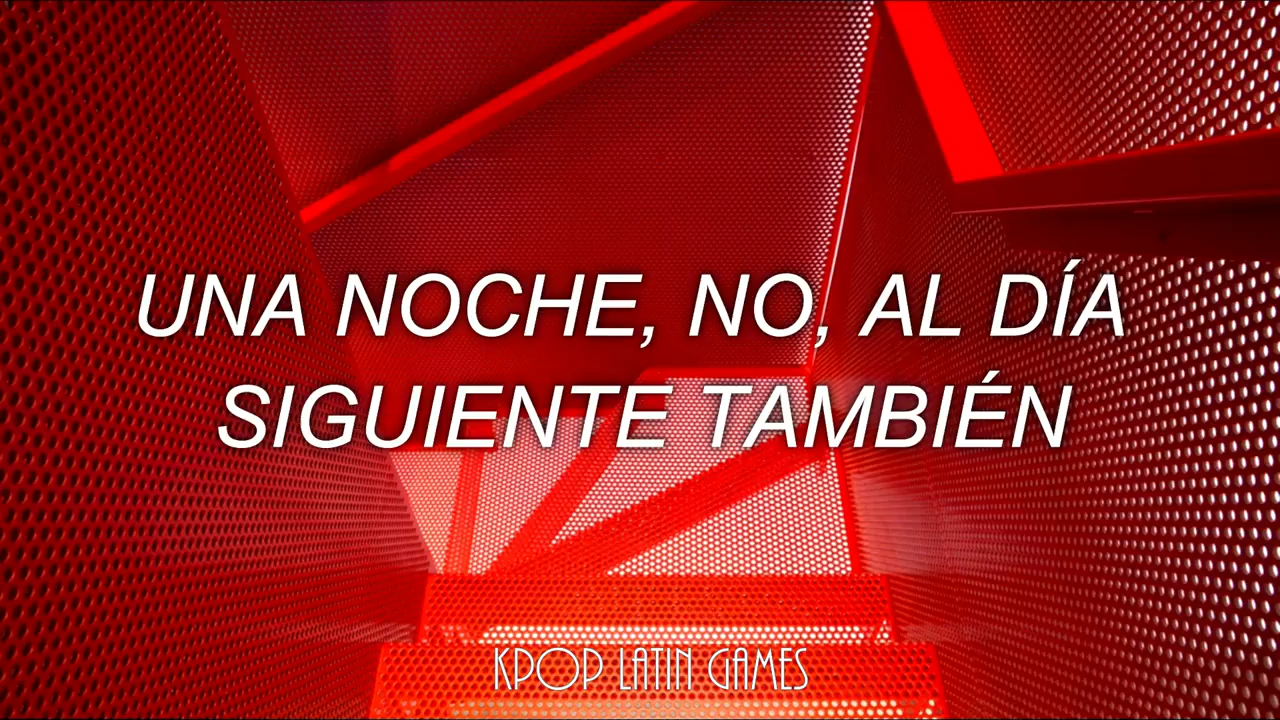 UNA NOCHE, NO, AL DÍA
SIGUIENTE TAMBIÉN
KPOP LATIN GAMES